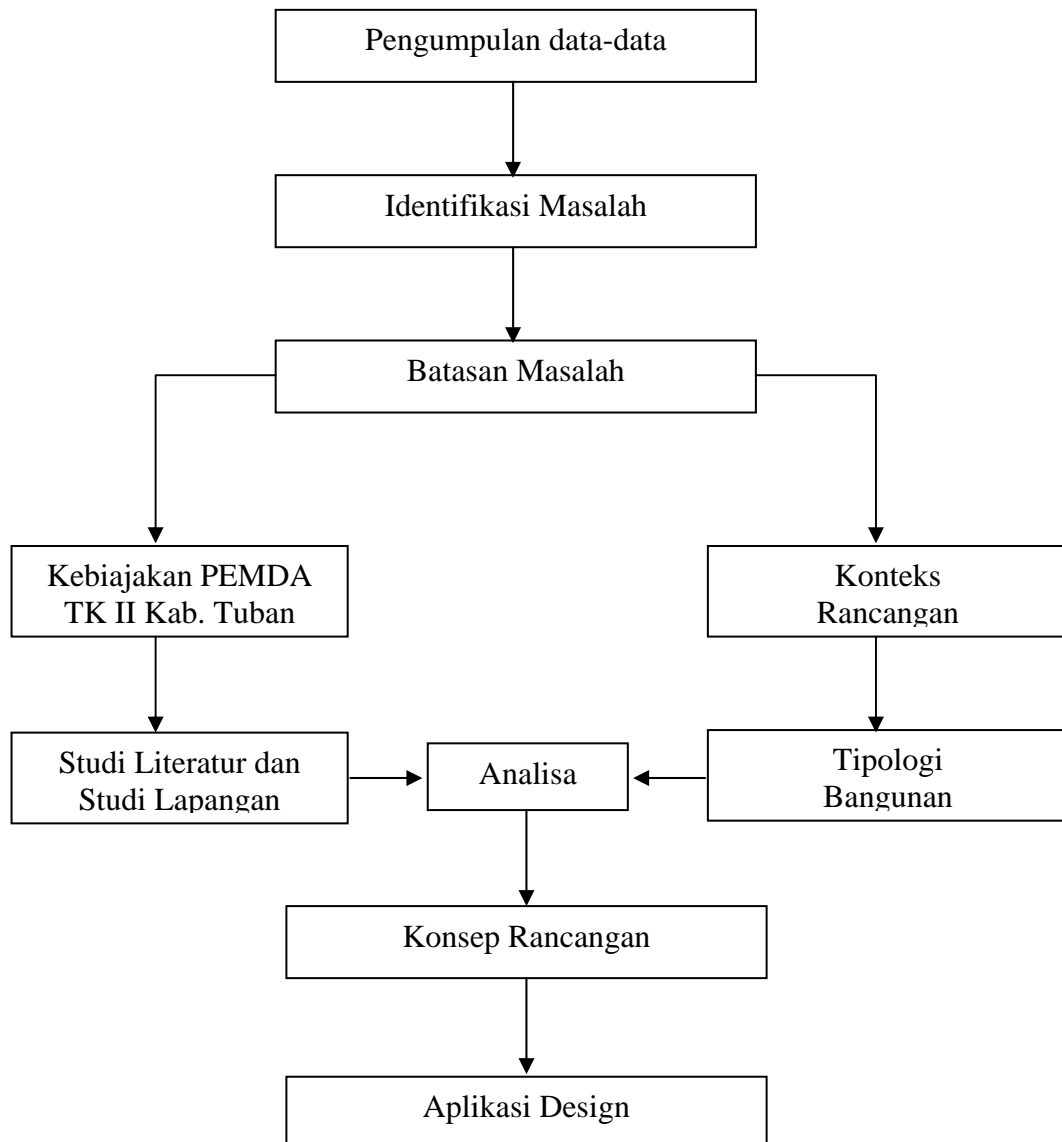 Pengumpulan data-data
Identifikasi Masalah
Batasan Masalah
Kebiajakan PEMDA
TK II Kab. Tuban
Konteks
Rancangan
Studi Literatur dan
Studi Lapangan
Analisa
Tipologi
Bangunan
Konsep Rancangan
Aplikasi Design